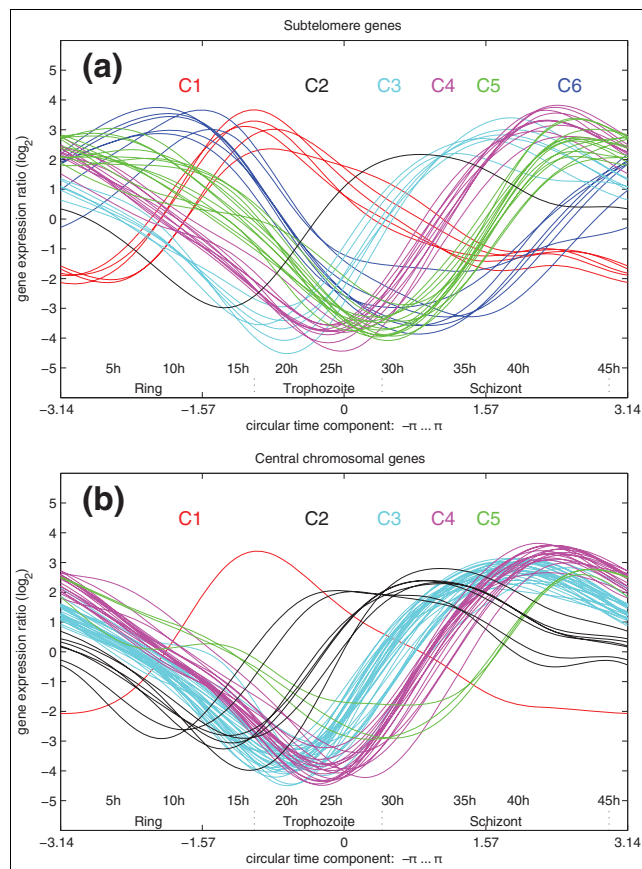 Subtelomere genes
(a)
C1 C2 C3 C4 C5 C6
gene expression ratio (log2)
6
5
4
3
2
1
0
−1
−2
−3
−4
−5
5h 10h 15h 20h 25h 30h 35h 40h 45h
Ring Trophozoite Schizont
−3.14 −1.57 0 1.57 3.14
circular time component: −π ... π
Central chromosomal genes
(b)
C1 C2 C3 C4 C5
gene expression ratio (log2)
6
5
4
3
2
1
0
−1
−2
−3
−4
−5
5h 10h 15h 20h 25h 30h 35h 40h 45h
Ring Trophozoite Schizont
−3.14 −1.57 0 1.57 3.14
circular time component: −π ... π